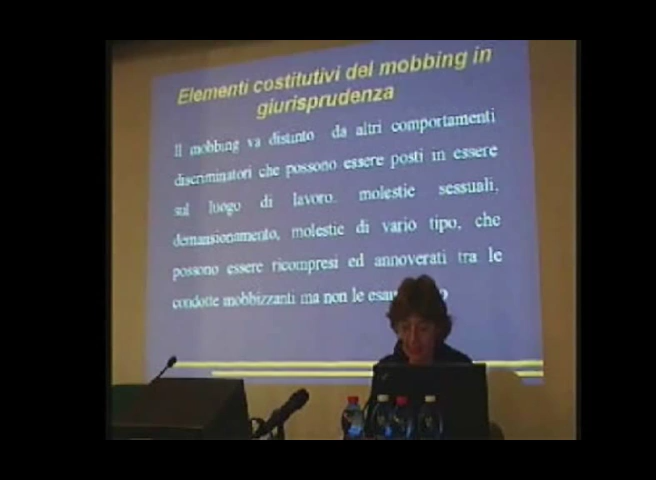 Elementi costitutivi del mobbing in
giurisprudenza
Il mobbing va distinto da altri comportamenti
discriminatori che possono essere posti in essere
sul luogo di lavoro. molestie sessuali,
demansionamento, molestie di vario tipo, che
possono essere ricompresi ed annoverati tra le
condotte mobbizzanti ma non le